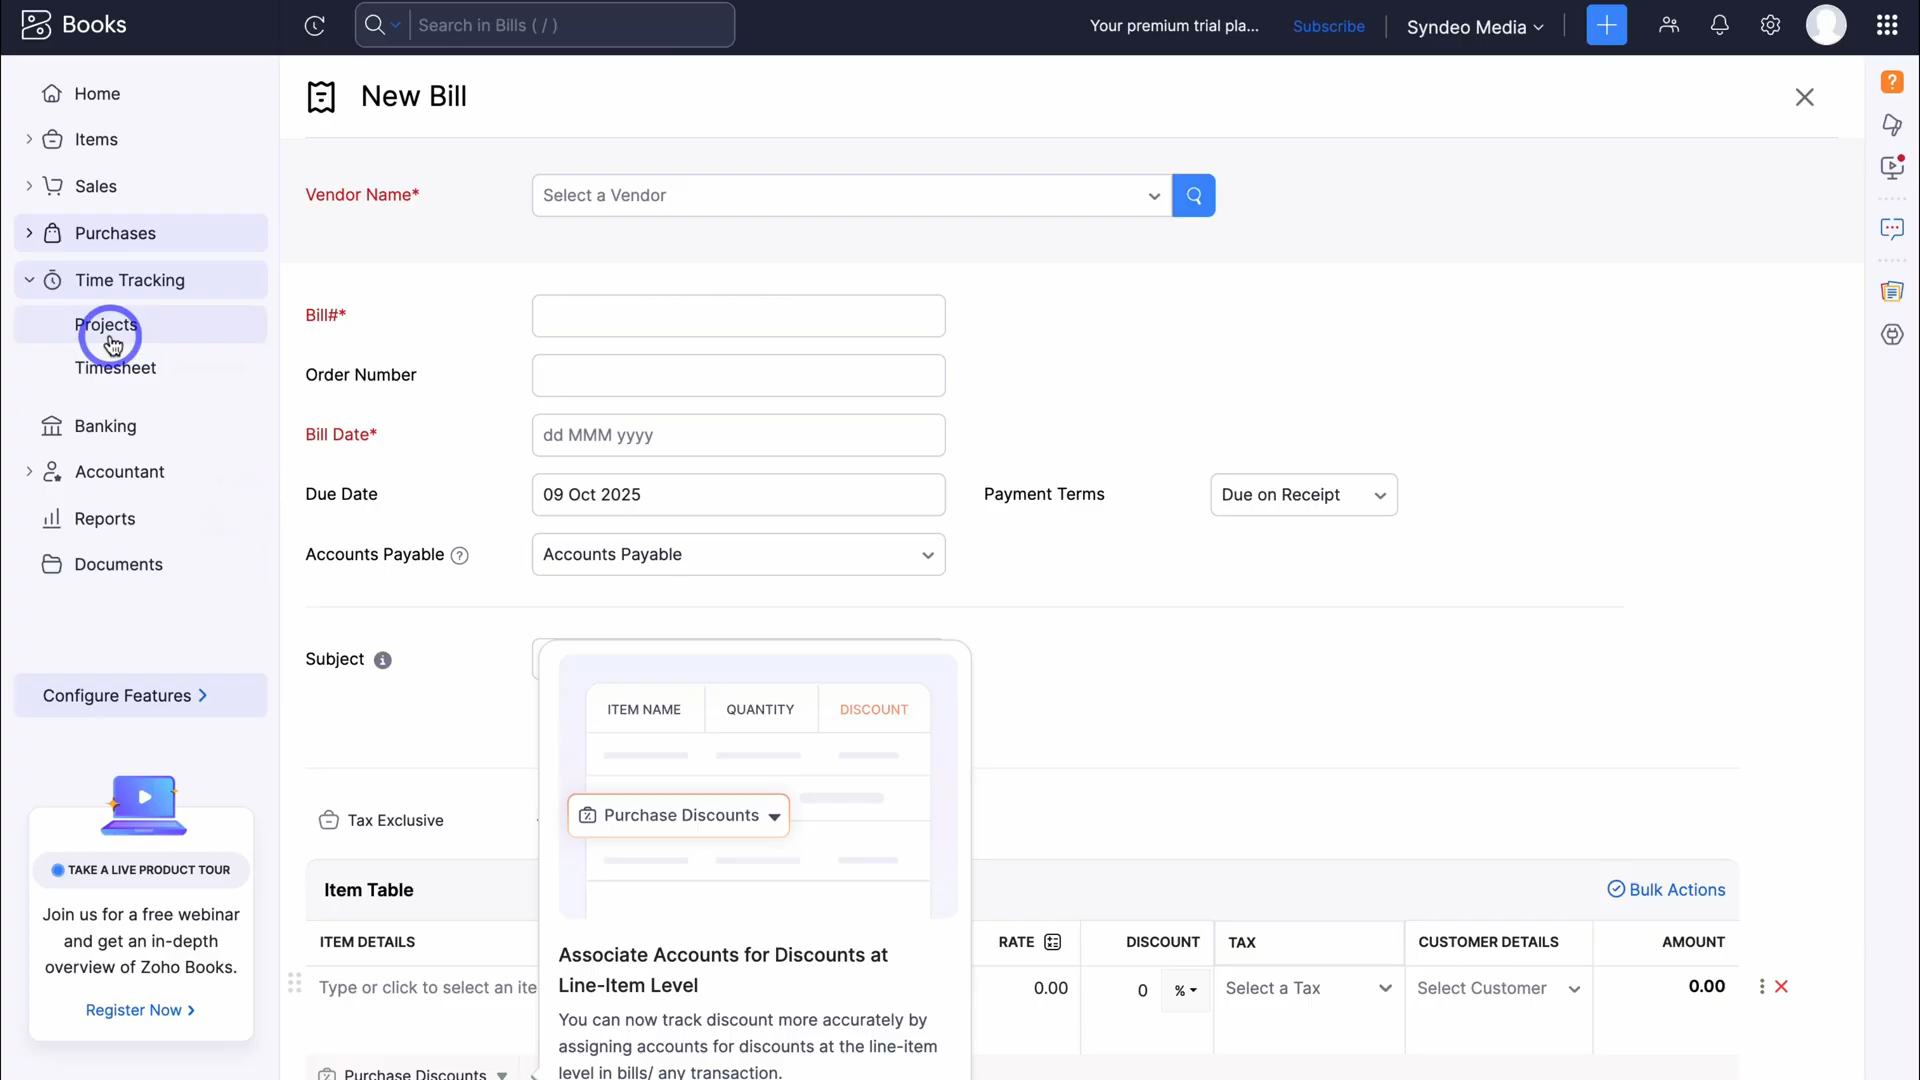 Books
Search in Bills ( / )
Your premium trial pla...
Subscribe
Syndeo Media
Home
Items
Sales
Purchases
Time Tracking
Projects
Timesheet
Banking
Accountant
Reports
Documents
Configure Features
TAKE A LIVE PRODUCT TOUR
Join us for a free webinar
and get an in-depth
overview of Zoho Books.
Register Now
New Bill
Vendor Name*
Select a Vendor
Bill#*
Order Number
Bill Date*
dd MMM yyyy
Due Date
09 Oct 2025
Payment Terms
Due on Receipt
Accounts Payable
Accounts Payable
Subject
ITEM NAME
QUANTITY
DISCOUNT
Purchase Discounts
Tax Exclusive
Item Table
Bulk Actions
ITEM DETAILS
RATE
DISCOUNT
TAX
CUSTOMER DETAILS
AMOUNT
Type or click to select an ite
0.00
0
%
Select a Tax
Select Customer
0.00
Associate Accounts for Discounts at
Line-Item Level
You can now track discount more accurately by
assigning accounts for discounts at the line-item
level in bills/ any transaction.
Purchase Discounts